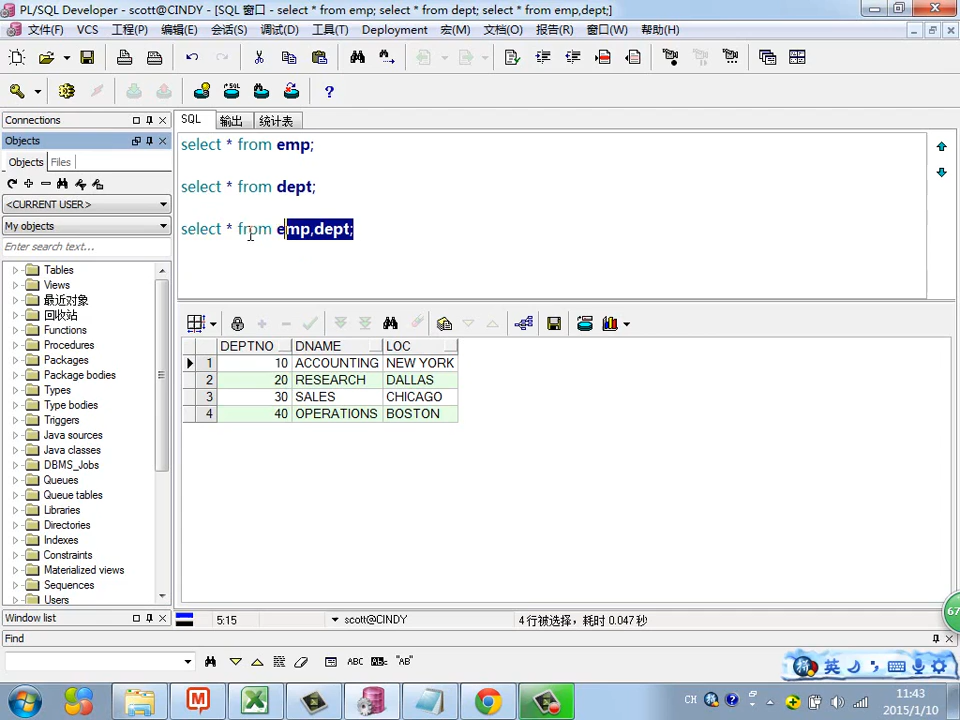 PL/SQL Developer - scott@CINDY - [SQL 窗口 - select * from emp; select * from dept; select * from emp,dept;]
文件(F) VCS 工程(P) 编辑(E) 会话(S) 调试(D) 工具(T) Deployment 宏(M) 文档(O) 报告(R) 窗口(W) 帮助(H)
Connections
Objects
Objects Files
<CURRENT USER>
My objects
Enter search text...
Tables
Views
最近对象
回收站
Functions
Procedures
Packages
Package bodies
Types
Type bodies
Triggers
Java sources
Java classes
DBMS_Jobs
Queues
Queue tables
Libraries
Directories
Indexes
Constraints
Materialized views
Sequences
Users
Window list
SQL 输出 统计表
select * from emp;
select * from dept;
select * from emp,dept;
DEPTNO DNAME LOC
1 10 ACCOUNTING NEW YORK
2 20 RESEARCH DALLAS
3 30 SALES CHICAGO
4 40 OPERATIONS BOSTON
5:15 scott@CINDY 4 行被选择，耗时 0.047 秒
Find
ABC "AB"
英
67
CH 11:43
2015/1/10